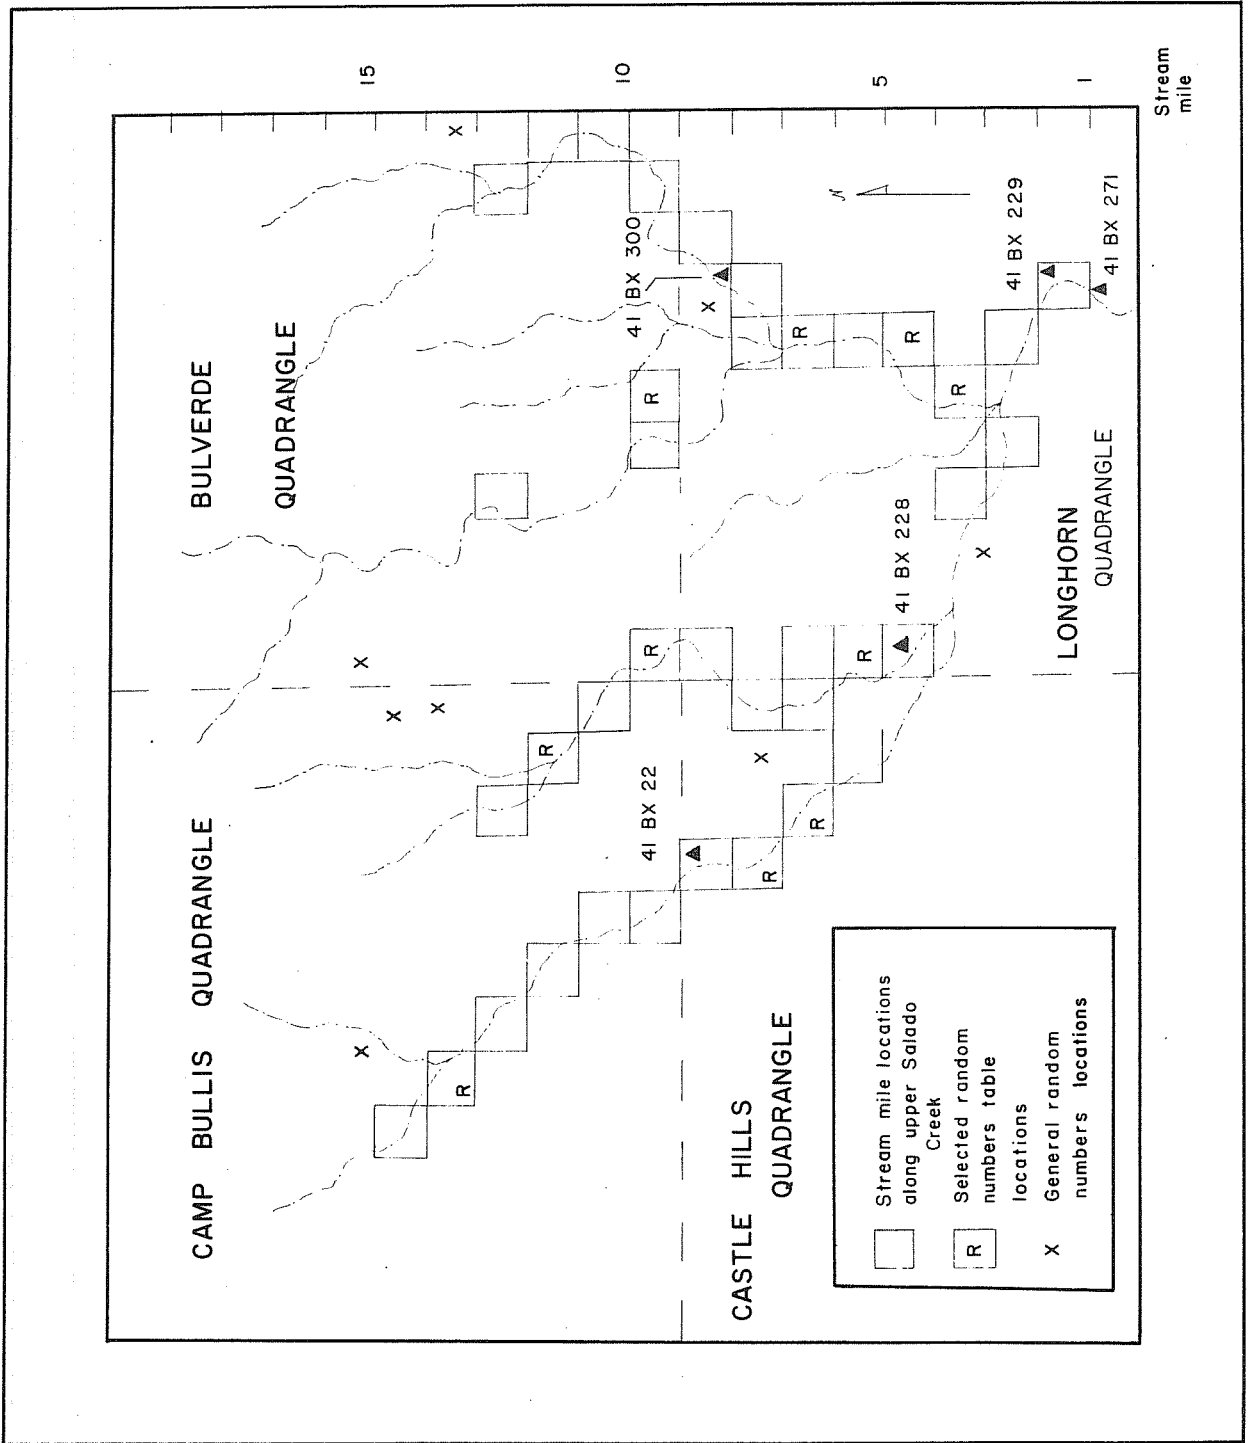 CAMP BULLIS QUADRANGLE
BULVERDE
QUADRANGLE
CASTLE HILLS
QUADRANGLE
LONGHORN
QUADRANGLE
41 BX 22
41 BX 228
41 BX 300
41 BX 229
41 BX 271
N
X
X
X
X
X
X
X
X
X
R
R
R
R
R
R
R
R
R
R
15
10
5
1
Stream
mile
Stream mile locations
along upper Salado
Creek
R
Selected random
numbers table
locations
X
General random
numbers locations